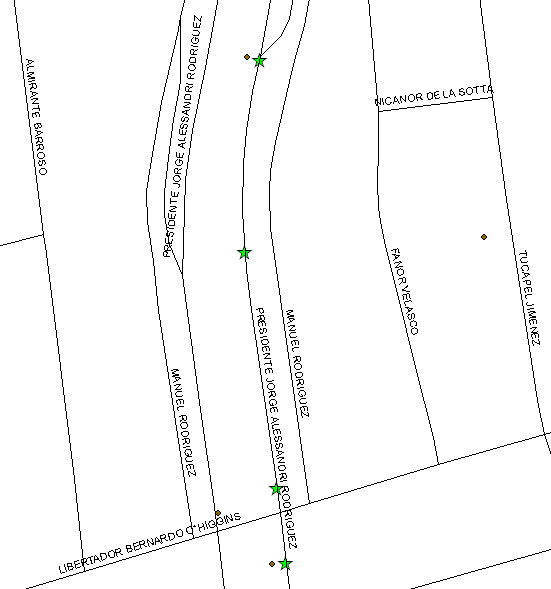 ALMIRANTE BARROSO
PRESIDENTE JORGE ALESSANDRI RODRIGUEZ
NICANOR DE LA SOTTA
FANOR VELASCO
TUCAPEL JIMENEZ
PRESIDENTE JORGE ALESSANDRI RODRIGUEZ
MANUEL RODRIGUEZ
MANUEL RODRIGUEZ
LIBERTADOR BERNARDO O'HIGGINS